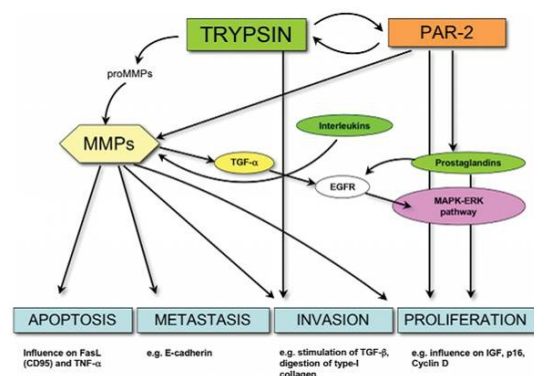 TRYPSIN
PAR-2
proMMPs
MMPs
Interleukins
TGF-α
Prostaglandins
EGFR
MAPK-ERK
pathway
APOPTOSIS
METASTASIS
INVASION
PROLIFERATION
Influence on FasL
(CD95) and TNF-α
e.g. E-cadherin
e.g. stimulation of TGF-β,
digestion of type-I
collagen
e.g. influence on IGF, p16,
Cyclin D